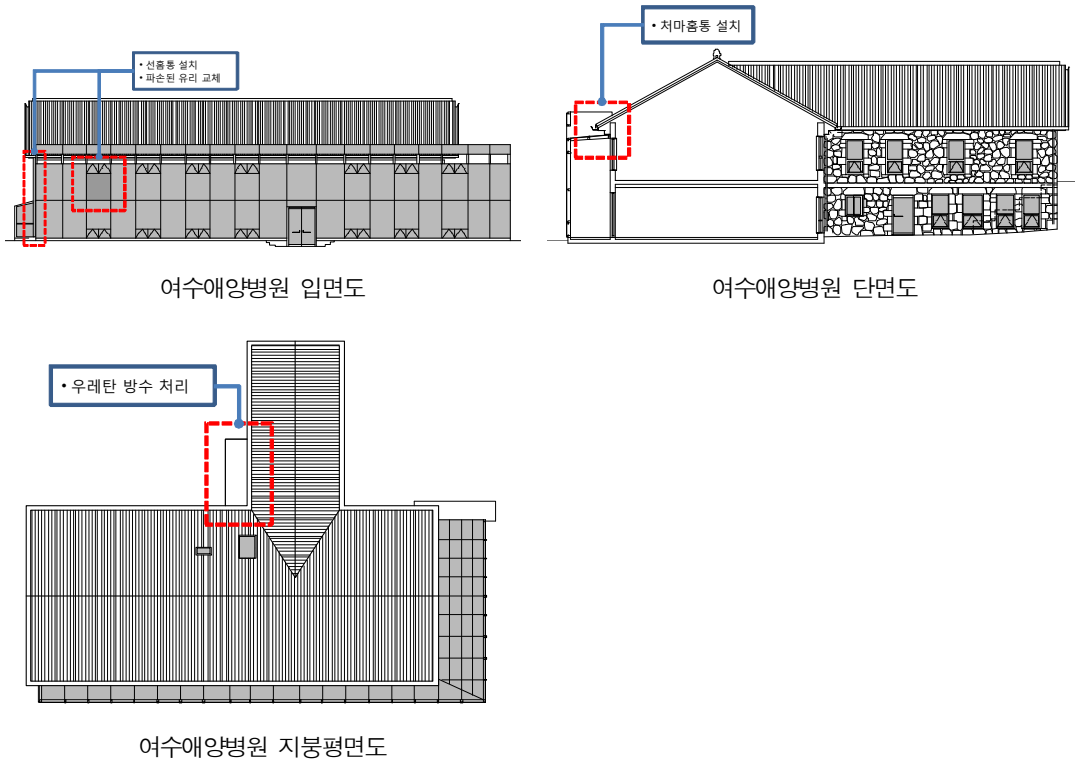 • 선홈통 설치
• 파손된 유리 교체
• 처마홈통 설치
여수애양병원 입면도
여수애양병원 단면도
• 우레탄 방수 처리
여수애양병원 지붕평면도